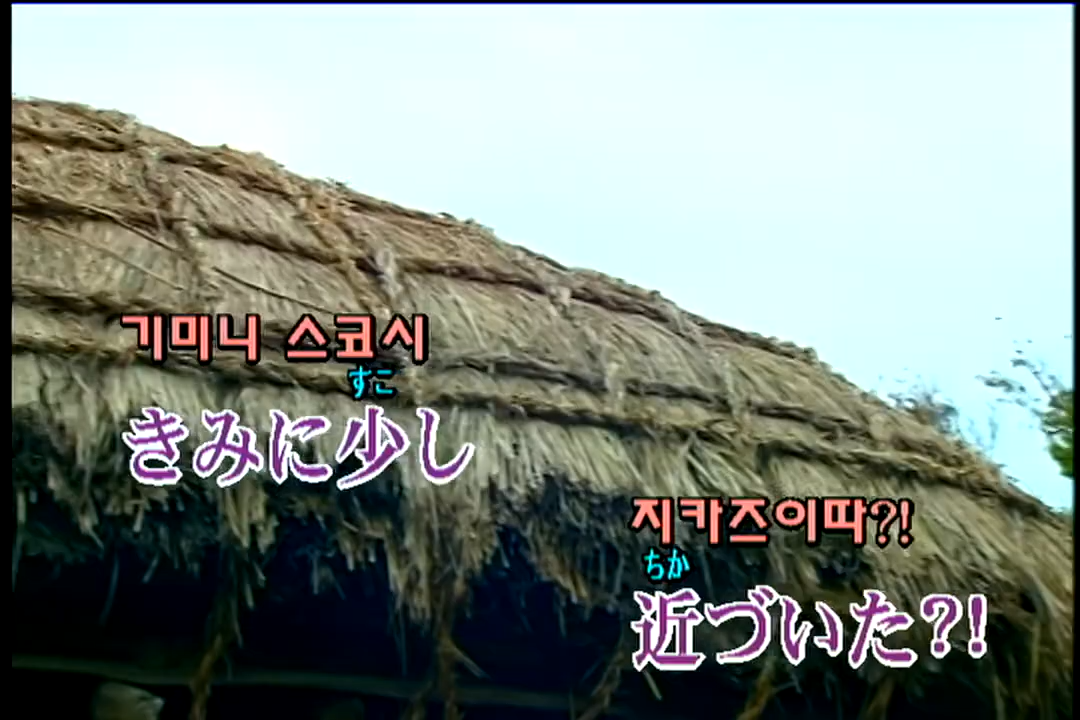 기미니 스코시
すこ
きみに少し
지카즈이따?!
ちか
近づいた?!